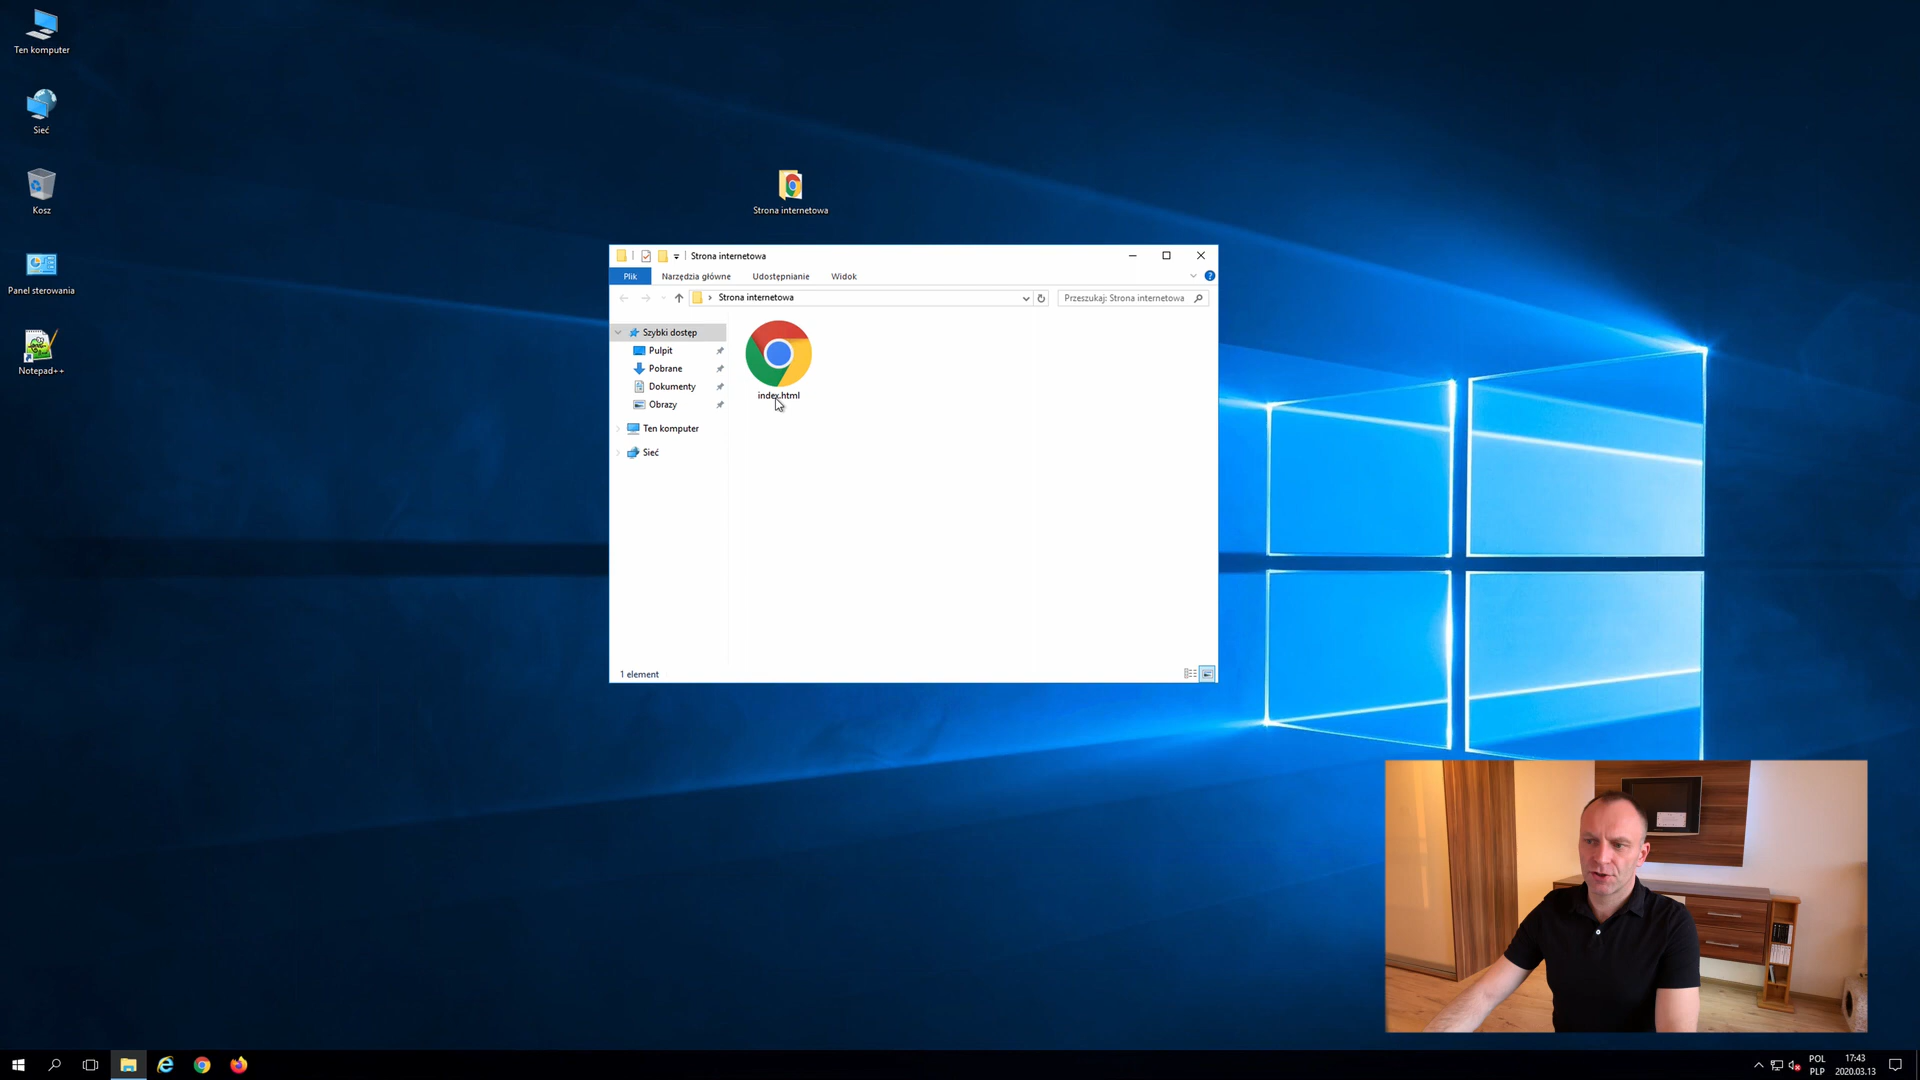 Ten komputer
Sieć
Kosz
Panel sterowania
Notepad++
Strona internetowa
Strona internetowa
Plik Narzędzia główne Udostępnianie Widok
Strona internetowa
Przeszukaj: Strona internetowa
Szybki dostęp
Pulpit
Pobrane
Dokumenty
Obrazy
Ten komputer
Sieć
index.html
1 element
POL
PLP
17:43
2020.03.13